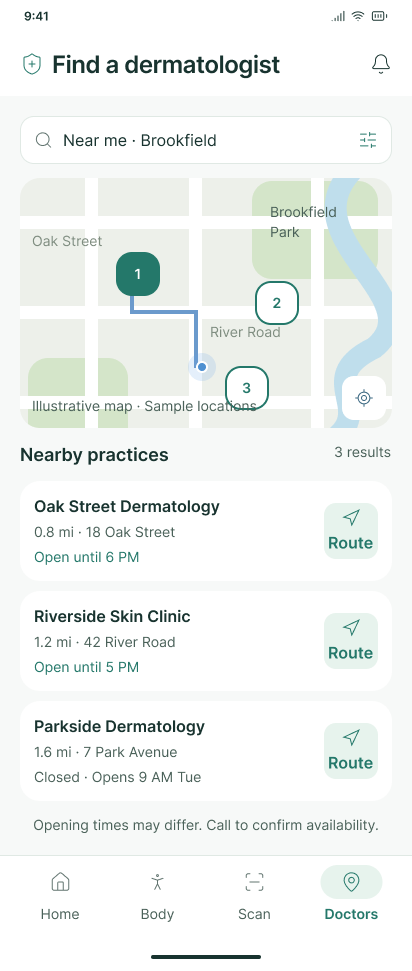 9:41
Find a dermatologist
Near me · Brookfield
Brookfield
Park
Oak Street
1
2
River Road
3
Illustrative map · Sample locations
Nearby practices
3 results
Oak Street Dermatology
0.8 mi · 18 Oak Street
Open until 6 PM
Route
Riverside Skin Clinic
1.2 mi · 42 River Road
Open until 5 PM
Route
Parkside Dermatology
1.6 mi · 7 Park Avenue
Closed · Opens 9 AM Tue
Route
Opening times may differ. Call to confirm availability.
Home
Body
Scan
Doctors